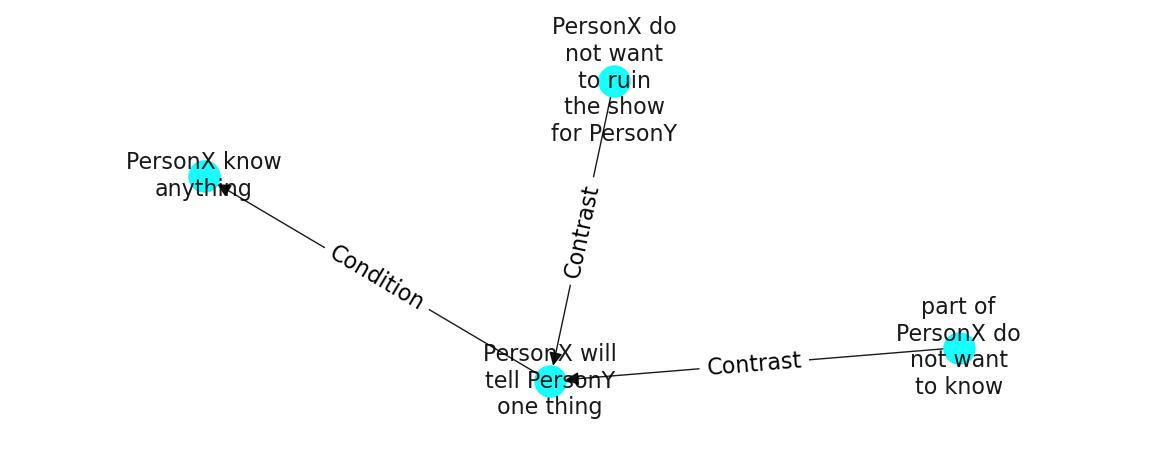 PersonX do
not want
to ruin
the show
for PersonY
PersonX know
anything
Contrast
Condition
part of
PersonX do
not want
to know
PersonX will
tell PersonY
one thing
Contrast